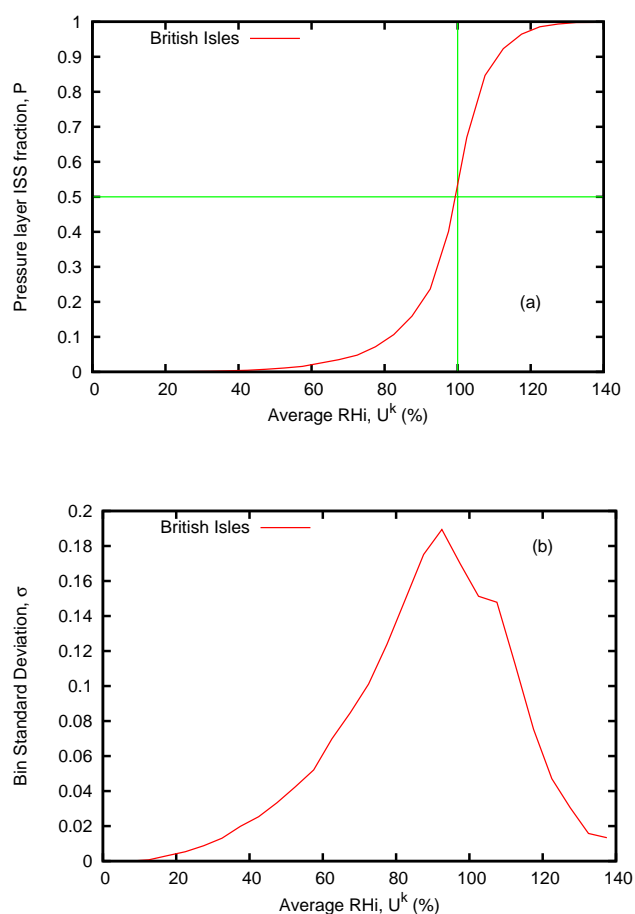 1
British Isles
0.9
0.8
0.7
0.6
0.5
0.4
0.3
0.2
0.1
0
Pressure layer ISS fraction, P
(a)
0 20 40 60 80 100 120 140
Average RHi, U^k (%)
0.2
British Isles
0.18
(b)
0.16
0.14
0.12
0.1
0.08
0.06
0.04
0.02
0
Bin Standard Deviation, σ
0 20 40 60 80 100 120 140
Average RHi, U^k (%)